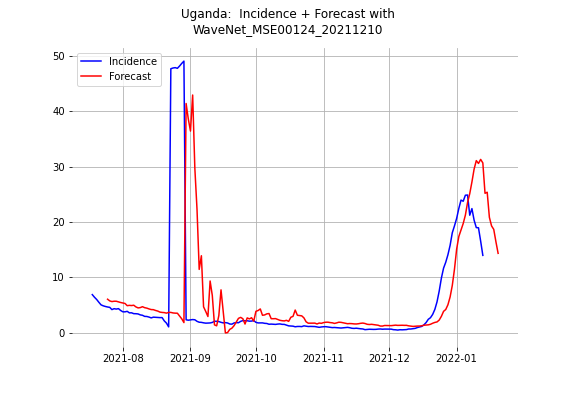 Uganda:  Incidence + Forecast with
WaveNet_MSE00124_20211210
Incidence
Forecast
50
40
30
20
10
0
2021-08 2021-09 2021-10 2021-11 2021-12 2022-01